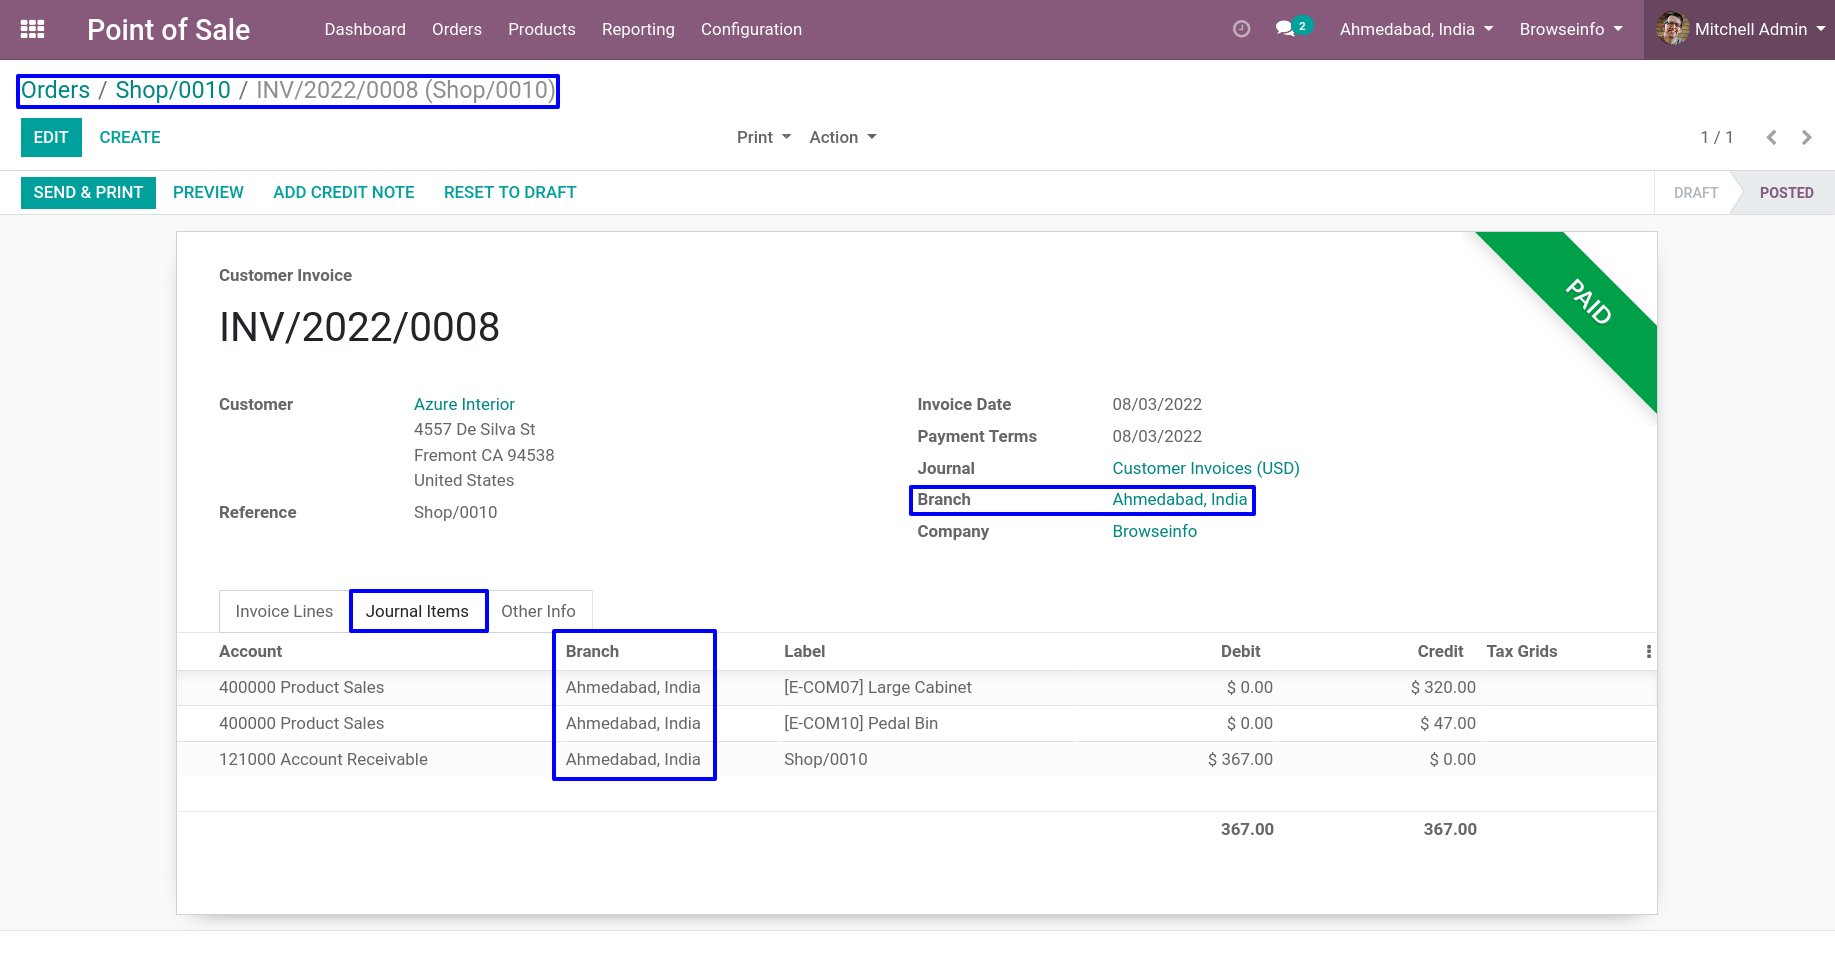 Point of Sale Dashboard Orders Products Reporting Configuration 2 Ahmedabad, India Browseinfo Mitchell Admin
Orders / Shop/0010 / INV/2022/0008 (Shop/0010)
EDIT CREATE Print Action 1 / 1
SEND & PRINT PREVIEW ADD CREDIT NOTE RESET TO DRAFT DRAFT POSTED
PAID
Customer Invoice
INV/2022/0008
Customer Azure Interior Invoice Date 08/03/2022
4557 De Silva St
Payment Terms 08/03/2022
Fremont CA 94538
Journal Customer Invoices (USD)
United States
Branch Ahmedabad, India
Reference Shop/0010
Company Browseinfo
Invoice Lines Journal Items Other Info
Account Branch Label Debit Credit Tax Grids
400000 Product Sales Ahmedabad, India [E-COM07] Large Cabinet $ 0.00 $ 320.00
400000 Product Sales Ahmedabad, India [E-COM10] Pedal Bin $ 0.00 $ 47.00
121000 Account Receivable Ahmedabad, India Shop/0010 $ 367.00 $ 0.00
367.00 367.00